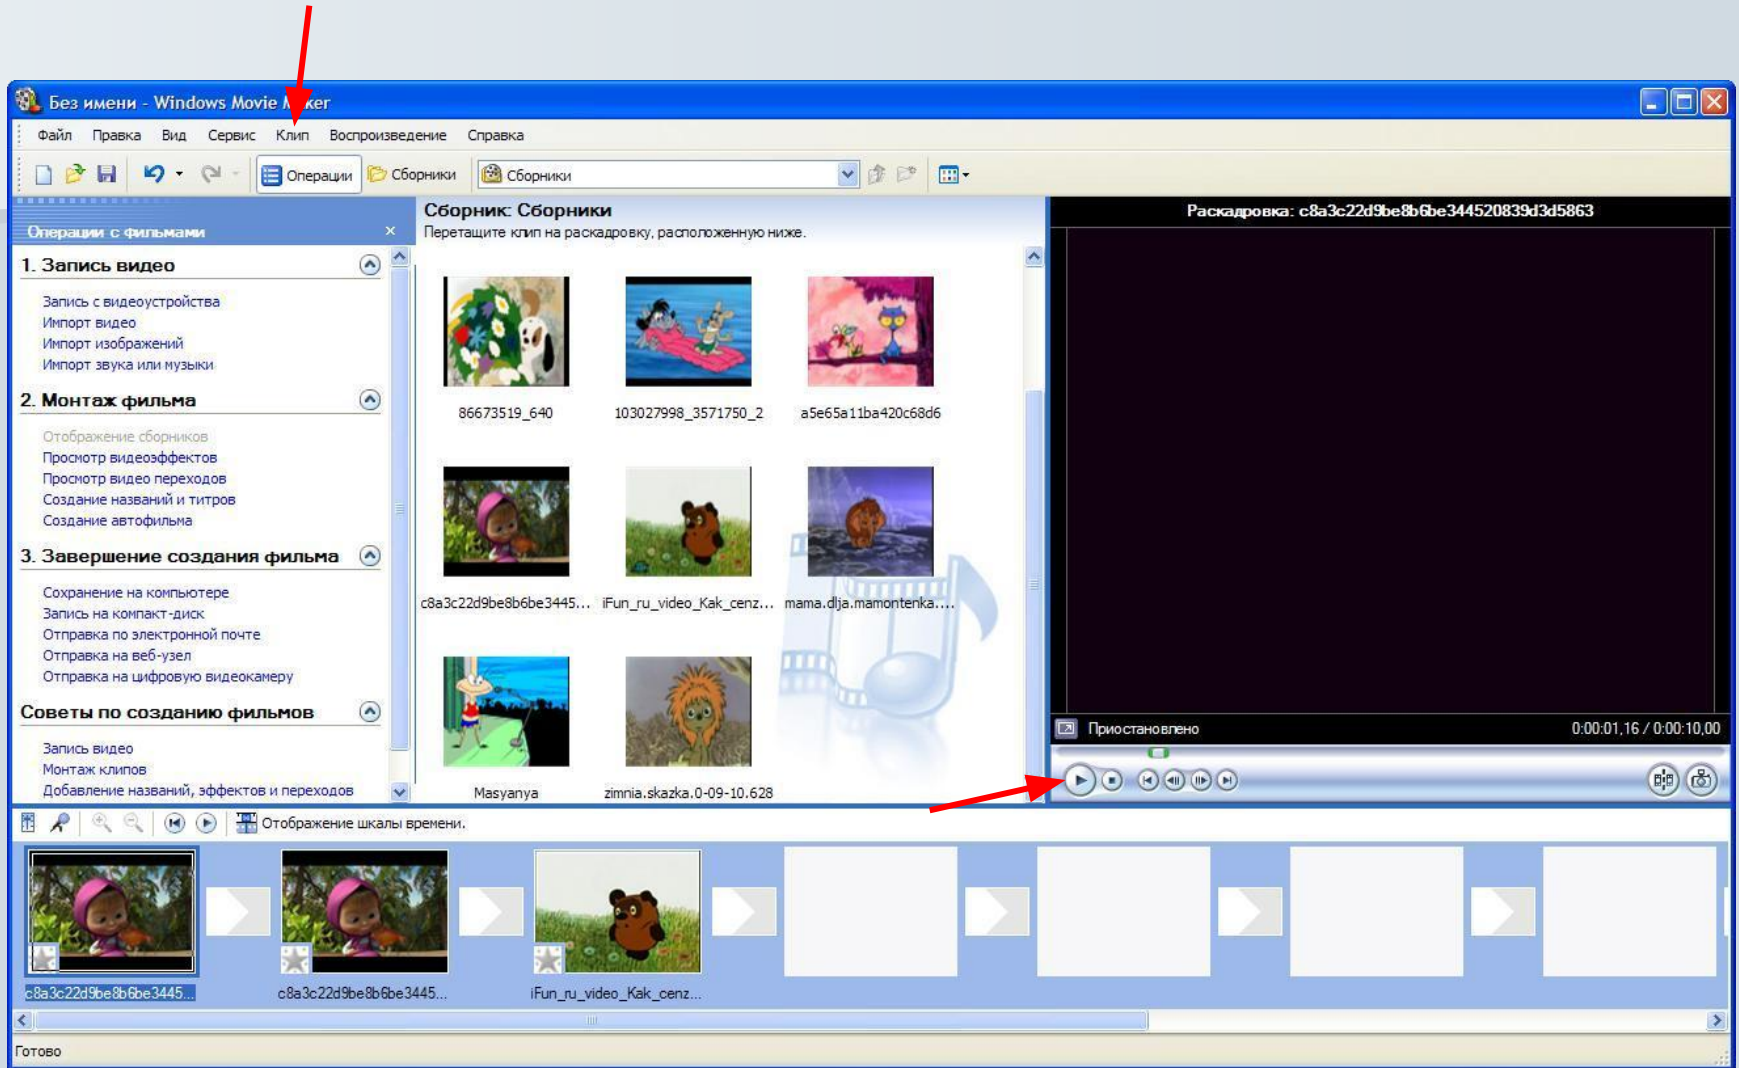 Без имени - Windows Movie Maker
Файл Правка Вид Сервис Клип Воспроизведение Справка
Операции Сборники Сборники
Операции с фильмами
1. Запись видео
Запись с видеоустройства
Импорт видео
Импорт изображений
Импорт звука или музыки
2. Монтаж фильма
Отображение сборников
Просмотр видеоэффектов
Просмотр видео переходов
Создание названий и титров
Создание автофильма
3. Завершение создания фильма
Сохранение на компьютере
Запись на компакт-диск
Отправка по электронной почте
Отправка на веб-узел
Отправка на цифровую видеокамеру
Советы по созданию фильмов
Запись видео
Монтаж клипов
Добавление названий, эффектов и переходов
Сборник: Сборники
Перетащите клип на раскадровку, расположенную ниже.
86673519_640 103027998_3571750_2 a5e65a11ba420c68d6
c8a3c22d9be8b6be3445... iFun_ru_video_Kak_cenz... mama.dlja.mamontenka....
Masyanya zimnia.skazka.0-09-10.628
Раскадровка: c8a3c22d9be8b6be344520839d3d5863
Приостановлено 0:00:01,16 / 0:00:10,00
Отображение шкалы времени.
c8a3c22d9be8b6be3445... c8a3c22d9be8b6be3445... iFun_ru_video_Kak_cenz...
Готово